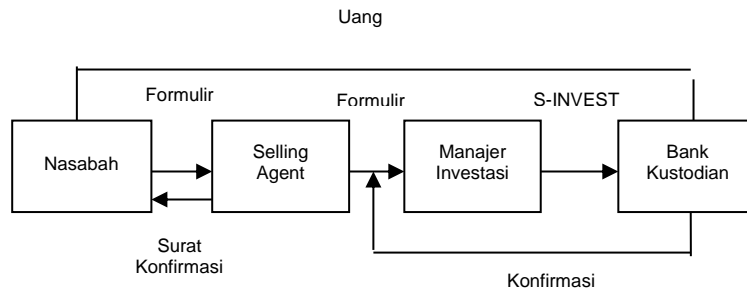 Uang
Formulir
Formulir
S-INVEST
Nasabah
Selling
Agent
Manajer
Investasi
Bank
Kustodian
Surat
Konfirmasi
Konfirmasi